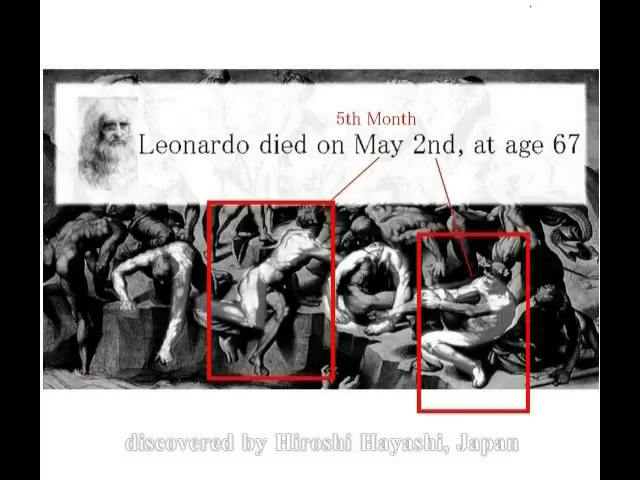 5th Month
Leonardo died on May 2nd, at age 67
discovered by Hiroshi Hayashi, Japan